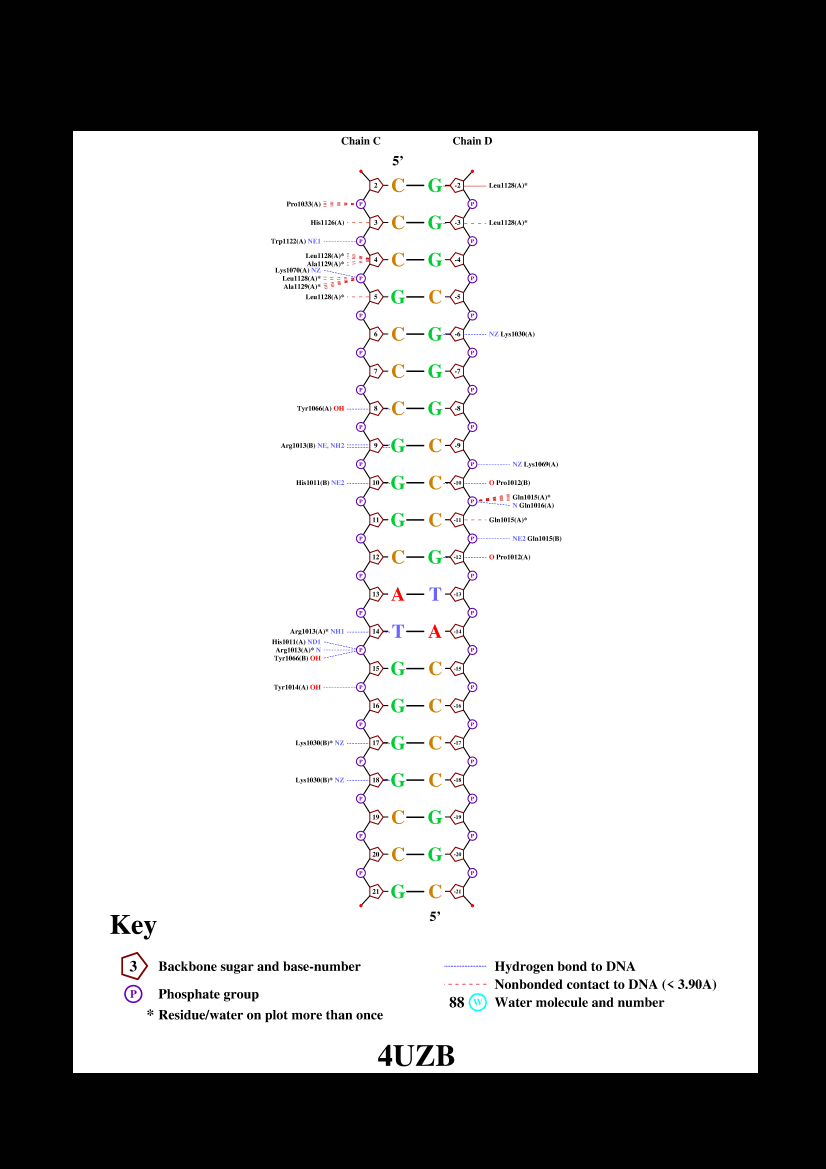 Chain C Chain D
5’
2 C G -2 Leu1128(A)*
Pro1033(A) P P
His1126(A) 3 C G -3 Leu1128(A)*
Trp1122(A) NE1 P P
Leu1128(A)*
4 C G -4
Ala1129(A)*
Lys1070(A) NZ
Leu1128(A)* P P
Ala1129(A)*
Leu1128(A)* 5 G C -5
P P
6 C G -6 NZ Lys1030(A)
P P
7 C G -7
P P
Tyr1066(A) OH 8 C G -8
P P
Arg1013(B) NE, NH2 9 G C -9
P P NZ Lys1069(A)
His1011(B) NE2 10 G C -10 O Pro1012(B)
Gln1015(A)*
P P
N Gln1016(A)
11 G C -11 Gln1015(A)*
P P NE2 Gln1015(B)
12 C G -12 O Pro1012(A)
P P
13 A T -13
P P
Arg1013(A)* NH1 14 T A -14
His1011(A) ND1
Arg1013(A)* N P P
Tyr1066(B) OH
15 G C -15
Tyr1014(A) OH P P
16 G C -16
P P
Lys1030(B)* NZ 17 G C -17
P P
Lys1030(B)* NZ 18 G C -18
P P
19 C G -19
P P
20 C G -20
P P
21 G C -21
5’
Key
3 Backbone sugar and base-number
P Phosphate group
* Residue/water on plot more than once
Hydrogen bond to DNA
Nonbonded contact to DNA (< 3.90A)
88 W Water molecule and number
4UZB